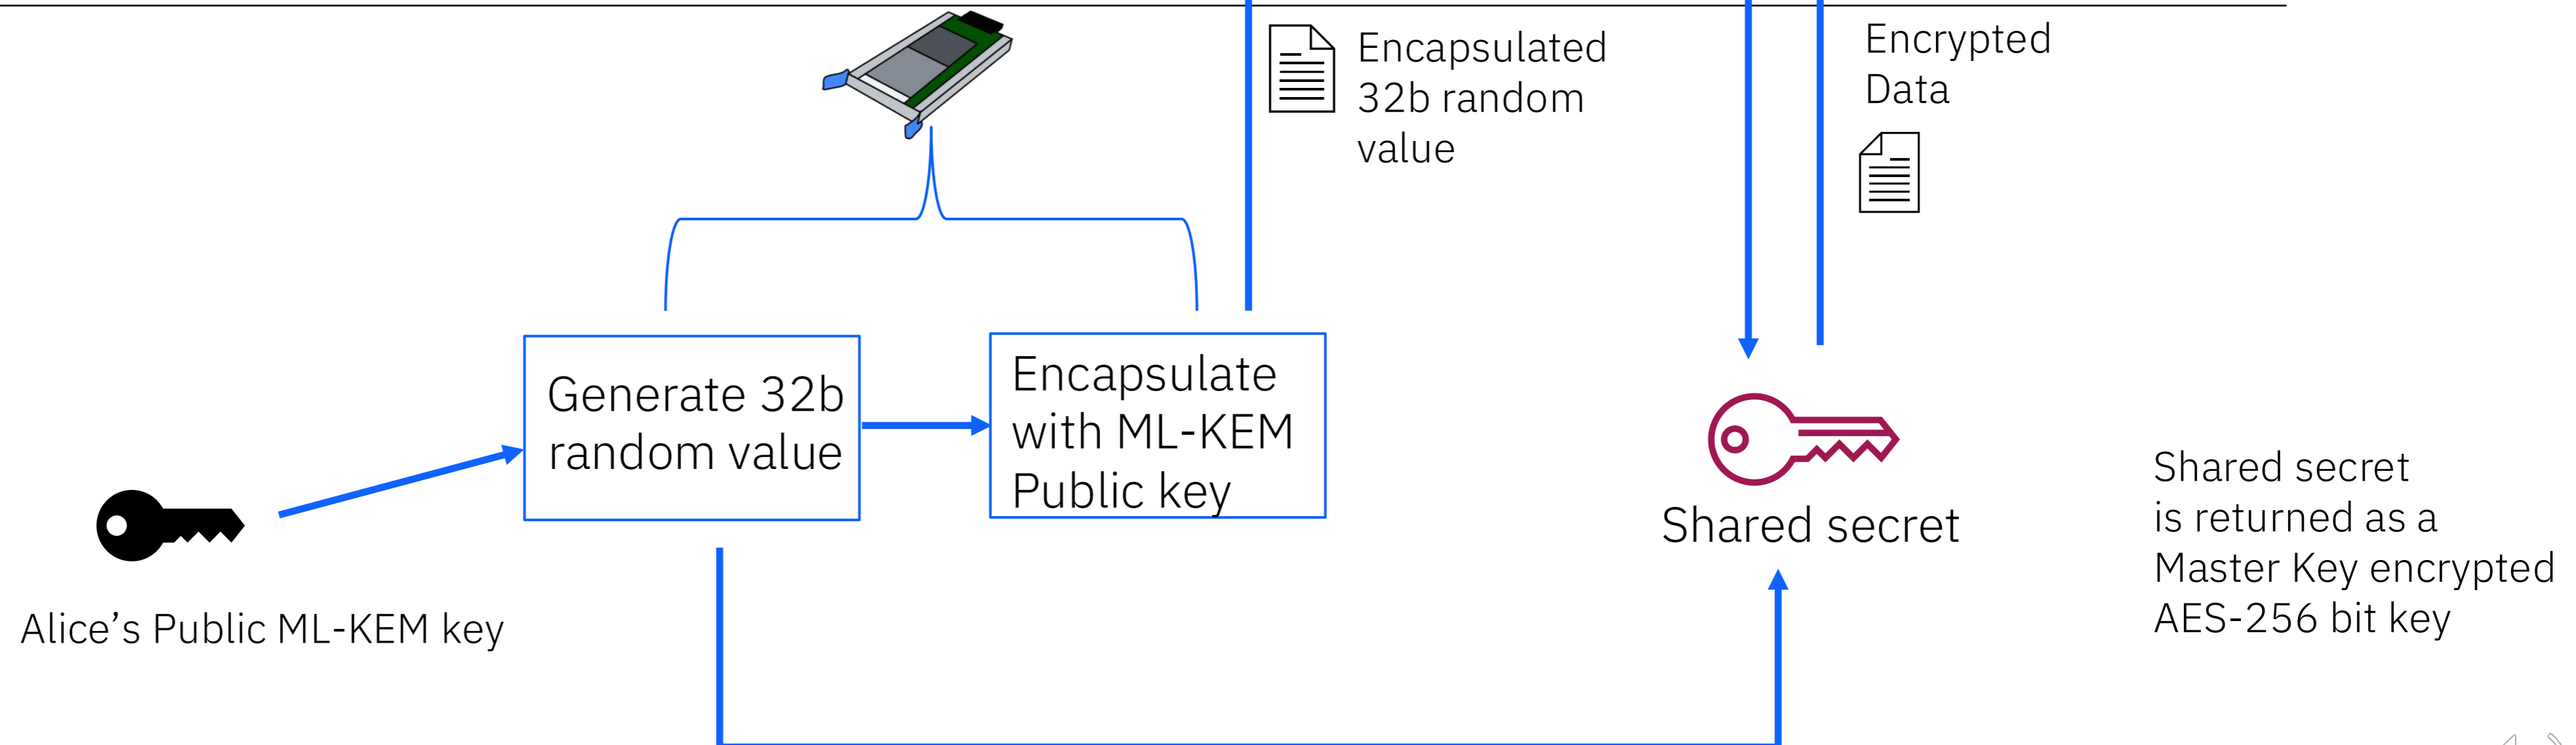 Encapsulated
32b random
value
Encrypted
Data
Generate 32b
random value
Encapsulate
with ML-KEM
Public key
Alice’s Public ML-KEM key
Shared secret
Shared secret
is returned as a
Master Key encrypted
AES-256 bit key